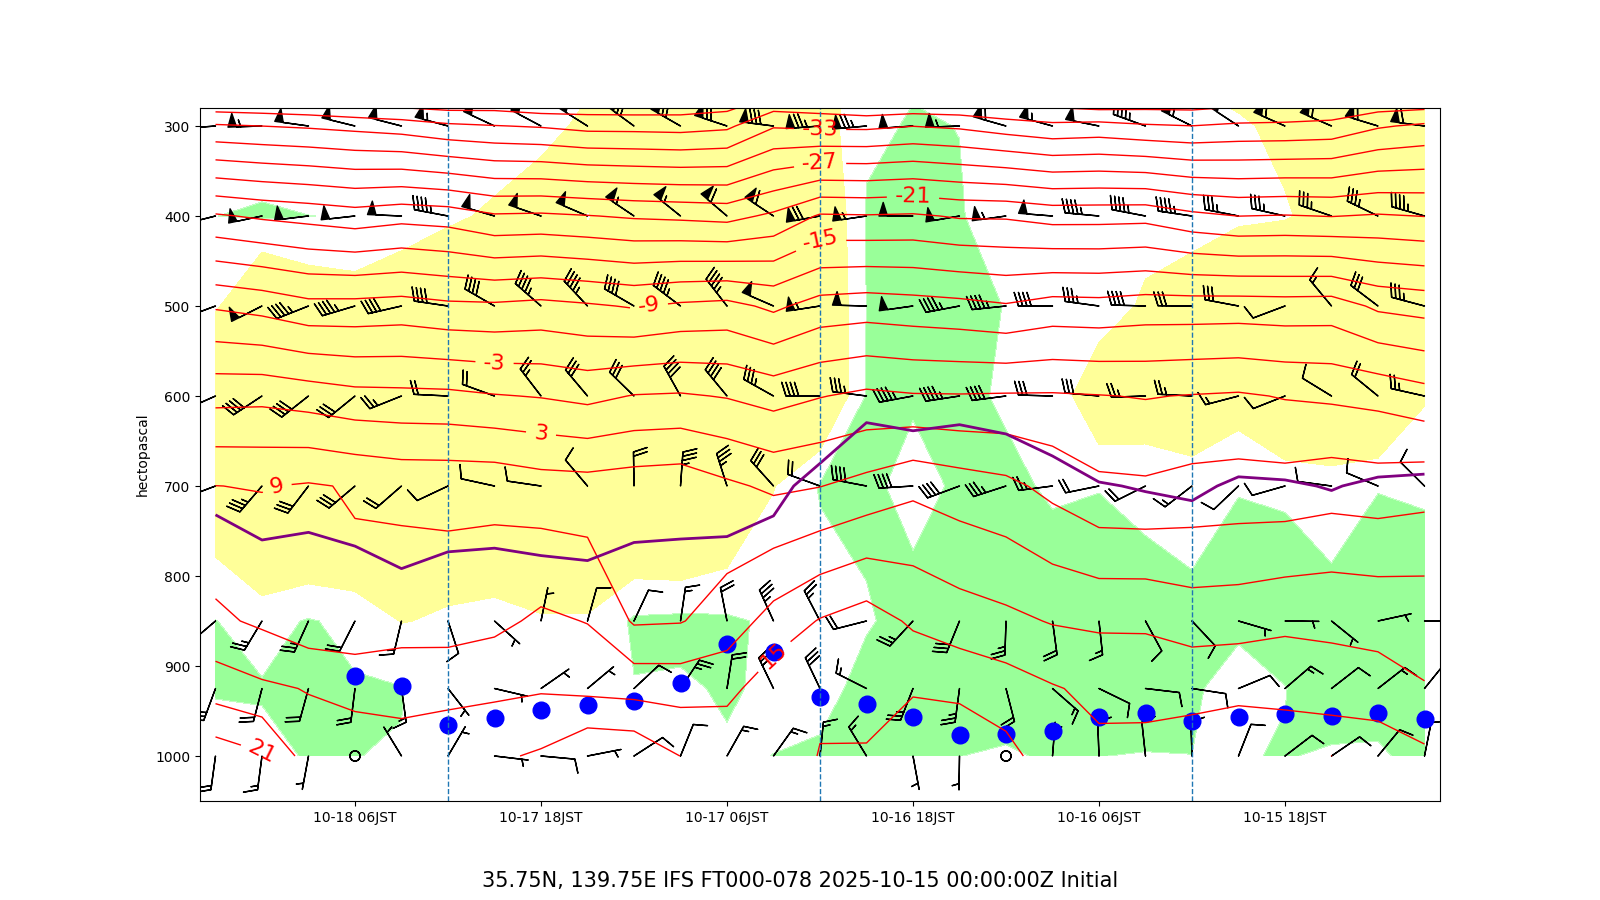 300
400
500
600
700
800
900
1000
hectopascal
-33
-27
-21
-15
-9
-3
3
9
15
21
10-18 06JST
10-17 18JST
10-17 06JST
10-16 18JST
10-16 06JST
10-15 18JST
35.75N, 139.75E IFS FT000-078 2025-10-15 00:00:00Z Initial